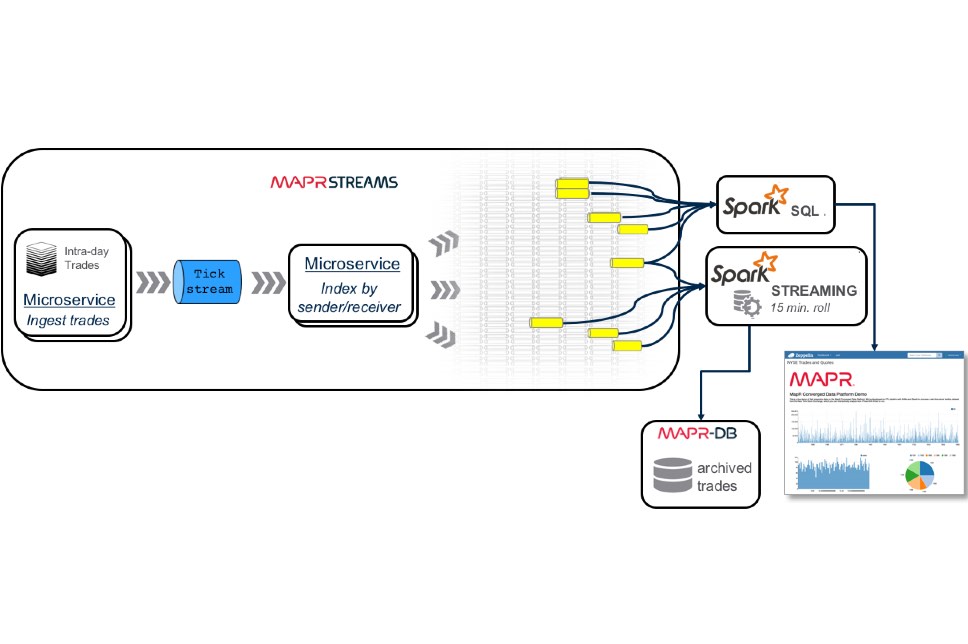 MAPR STREAMS
Intra-day
Trades
Microservice
Ingest trades
Tick
stream
Microservice
Index by
sender/receiver
Spark SQL .
Spark
STREAMING
15 min. roll
MAPR-DB
archived
trades
NYSE Trades and Quotes
MAPR
MapR Converged Data Platform Demo